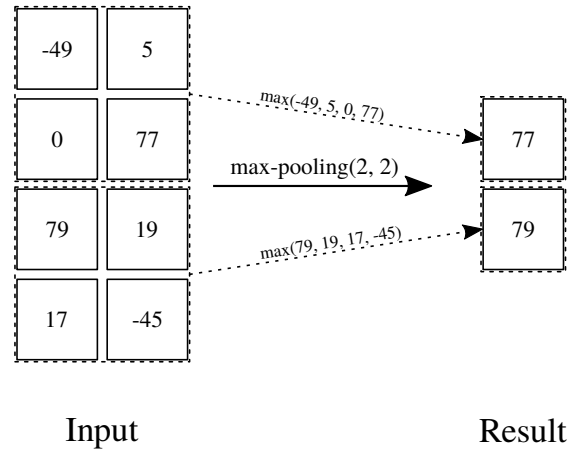 -49 5
max(-49, 5, 0, 77)
0 77
77
max-pooling(2, 2)
79 19
max(79, 19, 17, -45)
79
17 -45
Input
Result